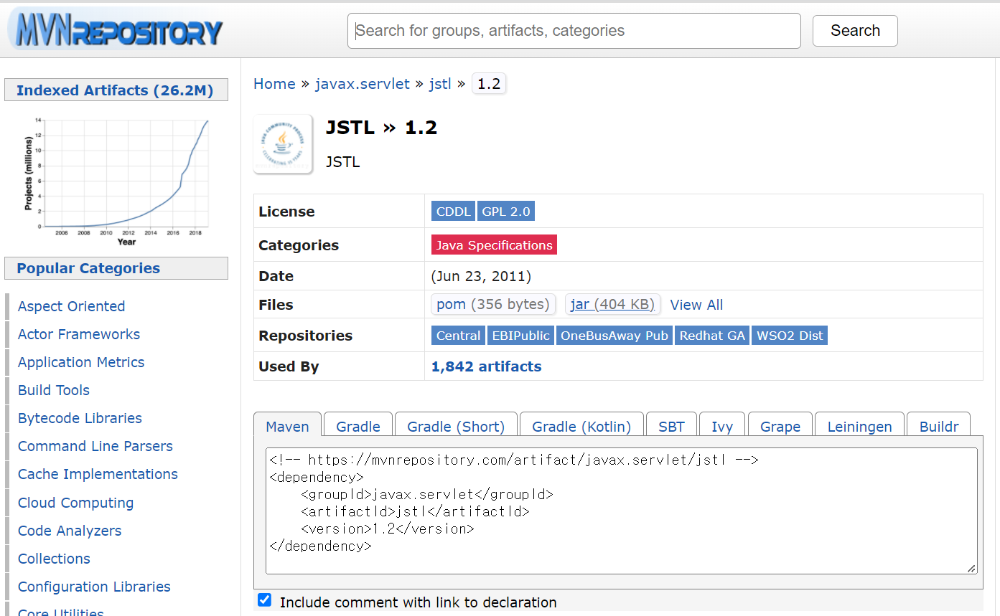 MVNREPOSITORY
Search for groups, artifacts, categories
Search
Indexed Artifacts (26.2M)
Projects (millions)
14
12
10
8
6
4
2
0
2006 2008 2010 2012 2014 2016 2018
Year
Popular Categories
Aspect Oriented
Actor Frameworks
Application Metrics
Build Tools
Bytecode Libraries
Command Line Parsers
Cache Implementations
Cloud Computing
Code Analyzers
Collections
Configuration Libraries
Core Utilities
Home » javax.servlet » jstl » 1.2
JAVA COMMUNITY PROCESS
CELEBRATING 15 YEARS
JSTL » 1.2
JSTL
License CDDL GPL 2.0
Categories Java Specifications
Date (Jun 23, 2011)
Files pom (356 bytes) jar (404 KB) View All
Repositories Central EBIPublic OneBusAway Pub Redhat GA WSO2 Dist
Used By 1,842 artifacts
Maven Gradle Gradle (Short) Gradle (Kotlin) SBT Ivy Grape Leiningen Buildr
<!-- https://mvnrepository.com/artifact/javax.servlet/jstl -->
<dependency>
    <groupId>javax.servlet</groupId>
    <artifactId>jstl</artifactId>
    <version>1.2</version>
</dependency>
Include comment with link to declaration